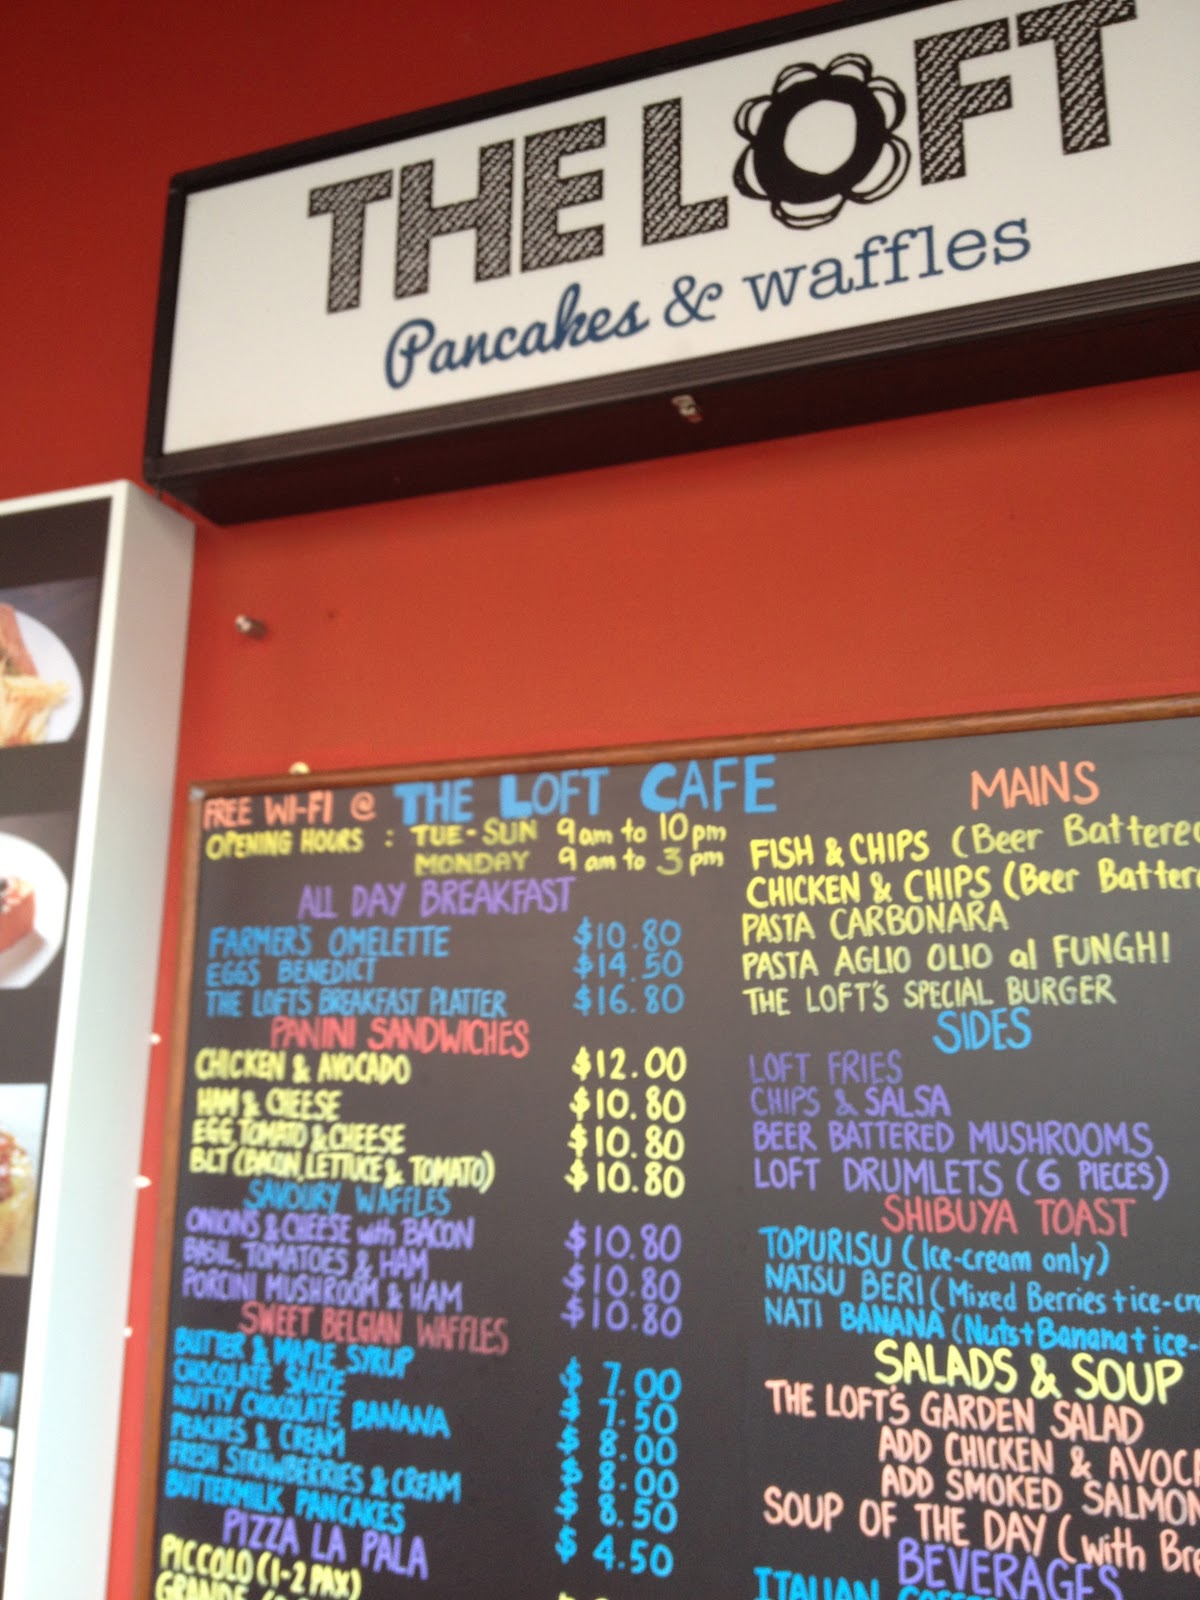 THE LOFT
Pancakes & waffles
FREE WI-FI @ THE LOFT CAFE
OPENING HOURS : TUE-SUN 9am to 10pm
MONDAY 9am to 3pm
ALL DAY BREAKFAST
FARMER'S OMELETTE $10.80
EGGS BENEDICT $14.50
THE LOFT'S BREAKFAST PLATTER $16.80
PANINI SANDWICHES
CHICKEN & AVOCADO $12.00
HAM & CHEESE $10.80
EGG, TOMATO & CHEESE $10.80
BLT (BACON, LETTUCE & TOMATO) $10.80
SAVOURY WAFFLES
ONIONS & CHEESE with BACON $10.80
BASIL, TOMATOES & HAM $10.80
PORCINI MUSHROOM & HAM $10.80
SWEET BELGIAN WAFFLES
BUTTER & MAPLE SYRUP $7.00
CHOCOLATE SAUCE $7.50
NUTTY CHOCOLATE BANANA $8.00
PEACHES & CREAM $8.00
FRESH STRAWBERRIES & CREAM $8.50
BUTTERMILK PANCAKES $4.50
PIZZA LA PALA
PICCOLO (1-2 PAX)
GRANDE
MAINS
FISH & CHIPS (Beer Battered
CHICKEN & CHIPS (Beer Batter
PASTA CARBONARA
PASTA AGLIO OLIO al FUNGHI
THE LOFT'S SPECIAL BURGER
SIDES
LOFT FRIES
CHIPS & SALSA
BEER BATTERED MUSHROOMS
LOFT DRUMLETS (6 PIECES)
SHIBUYA TOAST
TOPURISU (Ice-cream only)
NATSU BERI (Mixed Berries + ice-cr
NATI BANANA (Nuts + Banana + ice-
SALADS & SOUP
THE LOFT'S GARDEN SALAD
ADD CHICKEN & AVOC
ADD SMOKED SALMON
SOUP OF THE DAY (with Bre
BEVERAGES
ITALIAN